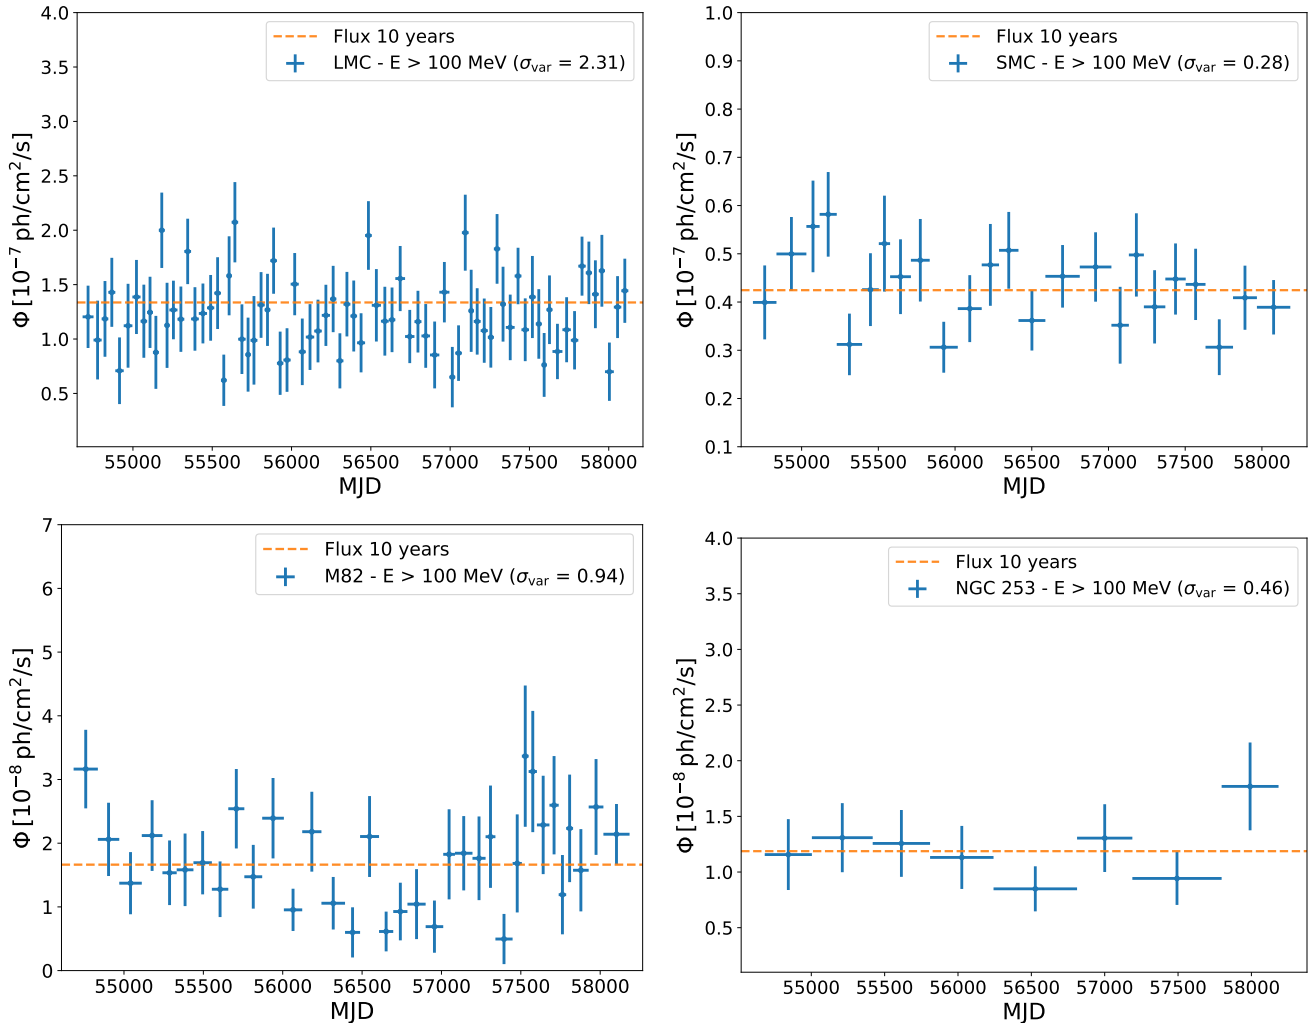 Flux 10 years
LMC - E > 100 MeV (σvar = 2.31)
Φ [10⁻⁷ ph/cm²/s]
4.0
3.5
3.0
2.5
2.0
1.5
1.0
0.5
55000 55500 56000 56500 57000 57500 58000
MJD
Flux 10 years
SMC - E > 100 MeV (σvar = 0.28)
Φ [10⁻⁷ ph/cm²/s]
1.0
0.9
0.8
0.7
0.6
0.5
0.4
0.3
0.2
0.1
55000 55500 56000 56500 57000 57500 58000
MJD
Flux 10 years
M82 - E > 100 MeV (σvar = 0.94)
Φ [10⁻⁸ ph/cm²/s]
7
6
5
4
3
2
1
0
55000 55500 56000 56500 57000 57500 58000
MJD
Flux 10 years
NGC 253 - E > 100 MeV (σvar = 0.46)
Φ [10⁻⁸ ph/cm²/s]
4.0
3.5
3.0
2.5
2.0
1.5
1.0
0.5
55000 55500 56000 56500 57000 57500 58000
MJD